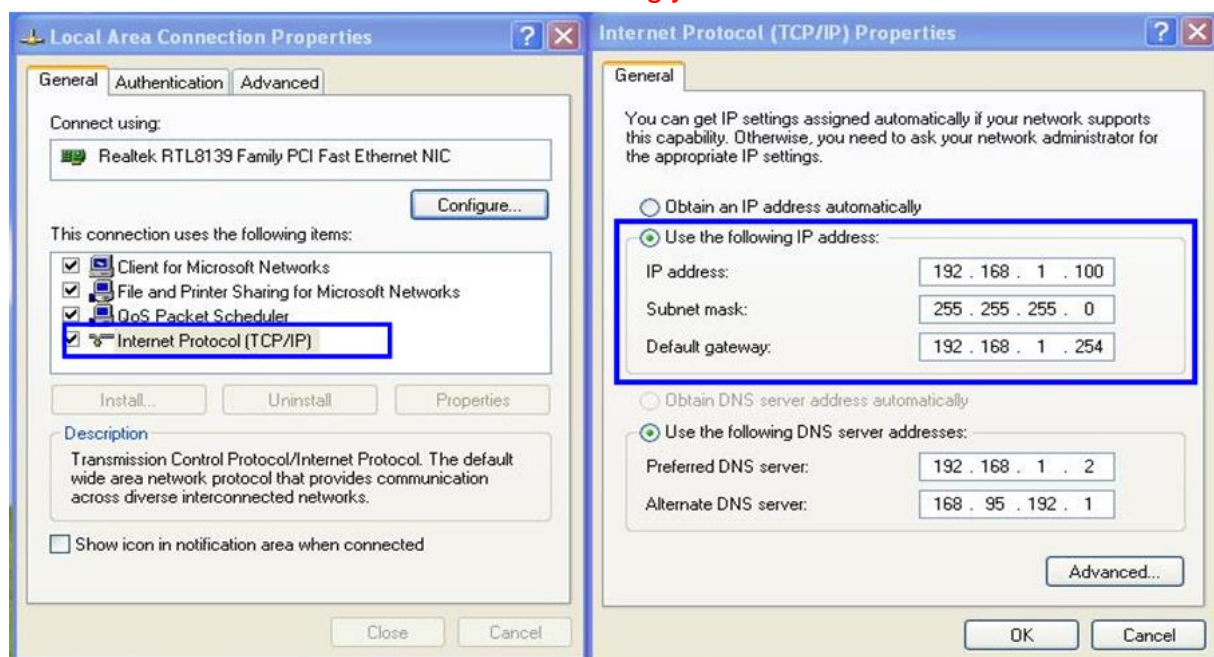 Local Area Connection Properties
General Authentication Advanced
Connect using:
Realtek RTL8139 Family PCI Fast Ethernet NIC
Configure...
This connection uses the following items:
Client for Microsoft Networks
File and Printer Sharing for Microsoft Networks
QoS Packet Scheduler
Internet Protocol (TCP/IP)
Install... Uninstall Properties
Description
Transmission Control Protocol/Internet Protocol. The default
wide area network protocol that provides communication
across diverse interconnected networks.
Show icon in notification area when connected
Close Cancel
Internet Protocol (TCP/IP) Properties
General
You can get IP settings assigned automatically if your network supports
this capability. Otherwise, you need to ask your network administrator for
the appropriate IP settings.
Obtain an IP address automatically
Use the following IP address:
IP address: 192 . 168 . 1 . 100
Subnet mask: 255 . 255 . 255 . 0
Default gateway: 192 . 168 . 1 . 254
Obtain DNS server address automatically
Use the following DNS server addresses:
Preferred DNS server: 192 . 168 . 1 . 2
Alternate DNS server: 168 . 95 . 192 . 1
Advanced...
OK Cancel